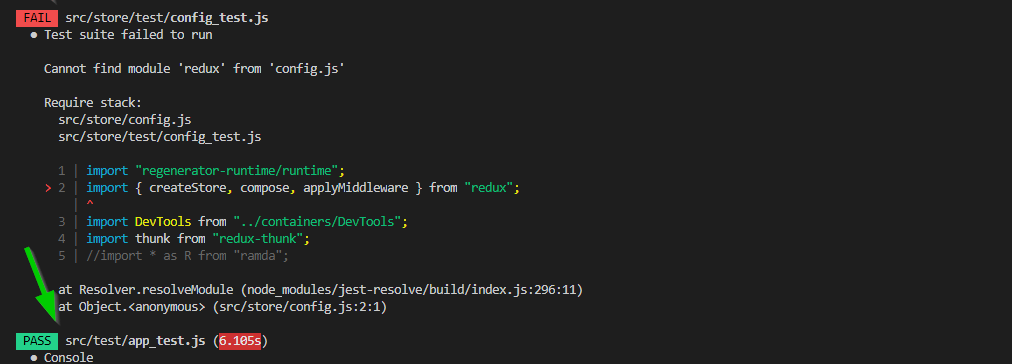 FAIL src/store/test/config_test.js
● Test suite failed to run
Cannot find module 'redux' from 'config.js'
Require stack:
src/store/config.js
src/store/test/config_test.js
1 | import "regenerator-runtime/runtime";
> 2 | import { createStore, compose, applyMiddleware } from "redux";
| ^
3 | import DevTools from "../containers/DevTools";
4 | import thunk from "redux-thunk";
5 | //import * as R from "ramda";
at Resolver.resolveModule (node_modules/jest-resolve/build/index.js:296:11)
at Object.<anonymous> (src/store/config.js:2:1)
PASS src/test/app_test.js (6.105s)
● Console